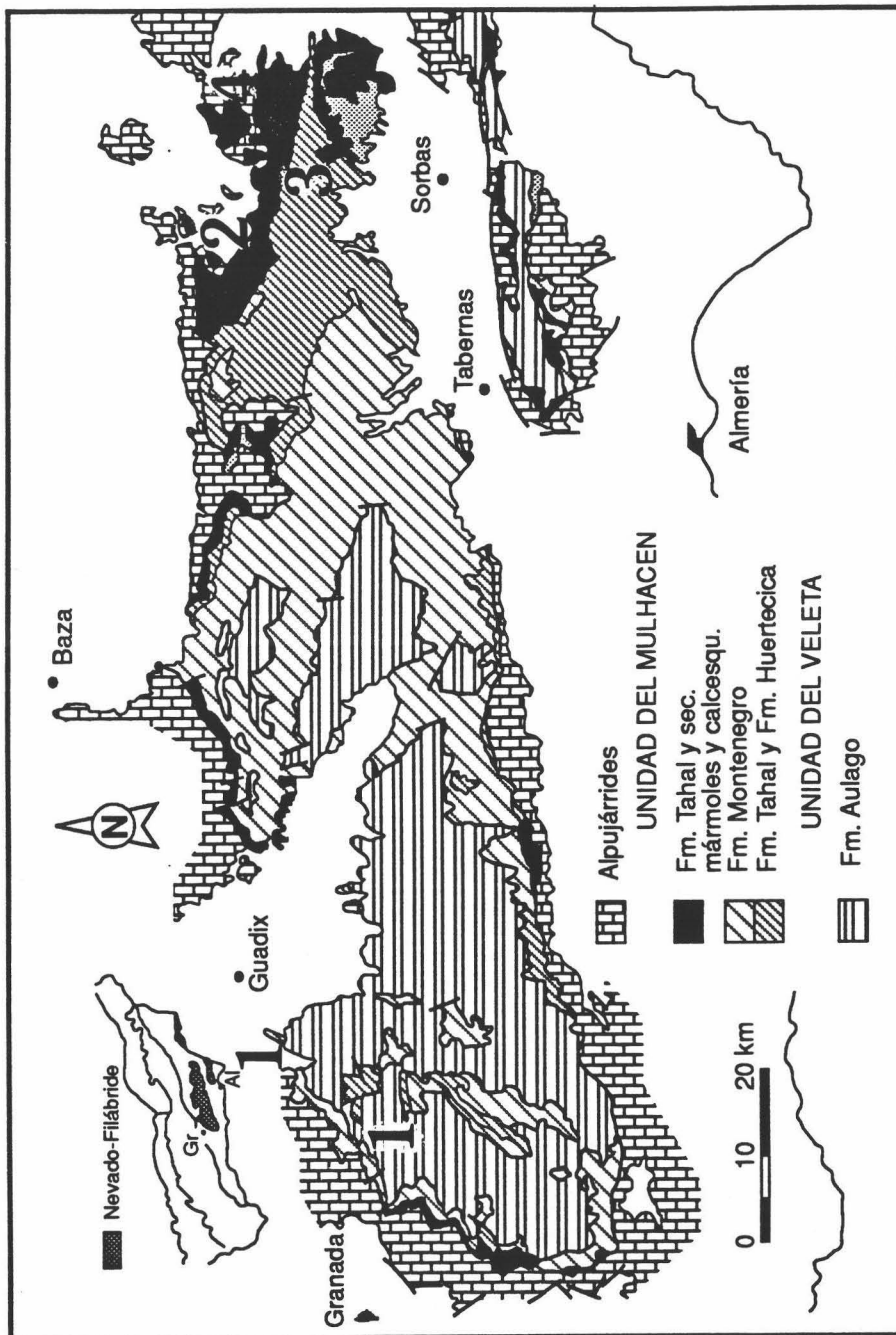 Nevado-Filábride
Gr.
Al
N
Baza
Guadix
Granada
1
1
2
3
4
Sorbas
Tabernas
Almería
Alpujárrides
UNIDAD DEL MULHACEN
Fm. Tahal y sec.
mármoles y calcesqu.
Fm. Montenegro
Fm. Tahal y Fm. Huertecica
UNIDAD DEL VELETA
Fm. Aulago
0 10 20 km